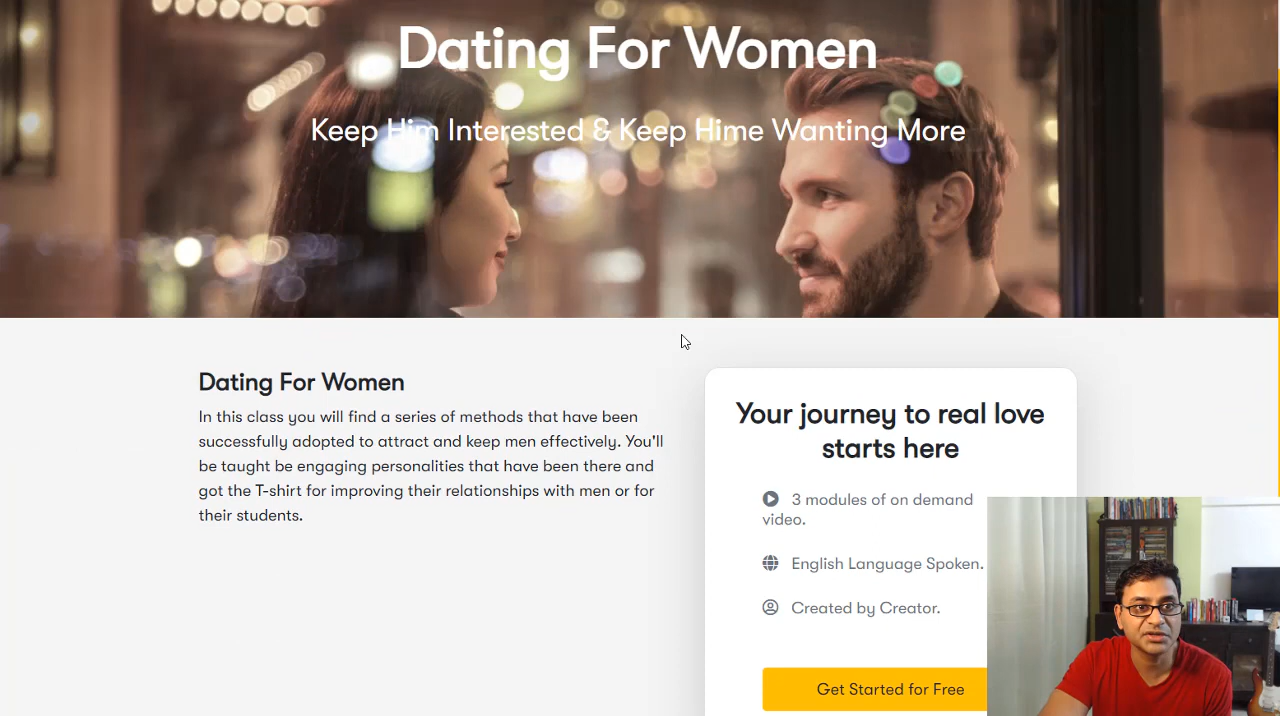 Dating For Women
Keep Him Interested & Keep Hime Wanting More
Dating For Women
In this class you will find a series of methods that have been
successfully adopted to attract and keep men effectively. You'll
be taught be engaging personalities that have been there and
got the T-shirt for improving their relationships with men or for
their students.
Your journey to real love
starts here
3 modules of on demand
video.
English Language Spoken.
Created by Creator.
Get Started for Free